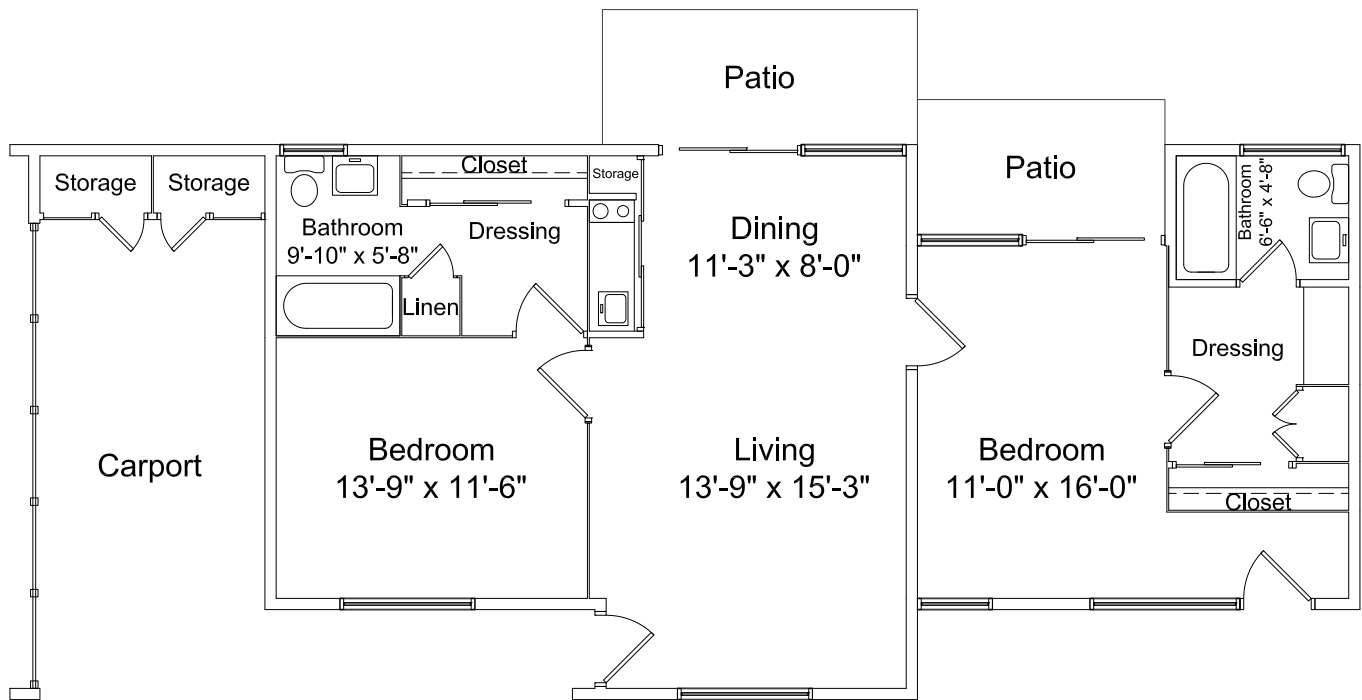 Patio
Patio
Storage
Storage
Closet
Storage
Bathroom
9'-10" x 5'-8"
Dressing
Linen
Dining
11'-3" x 8'-0"
Bathroom
6'-6" x 4'-8"
Dressing
Carport
Bedroom
13'-9" x 11'-6"
Living
13'-9" x 15'-3"
Bedroom
11'-0" x 16'-0"
Closet